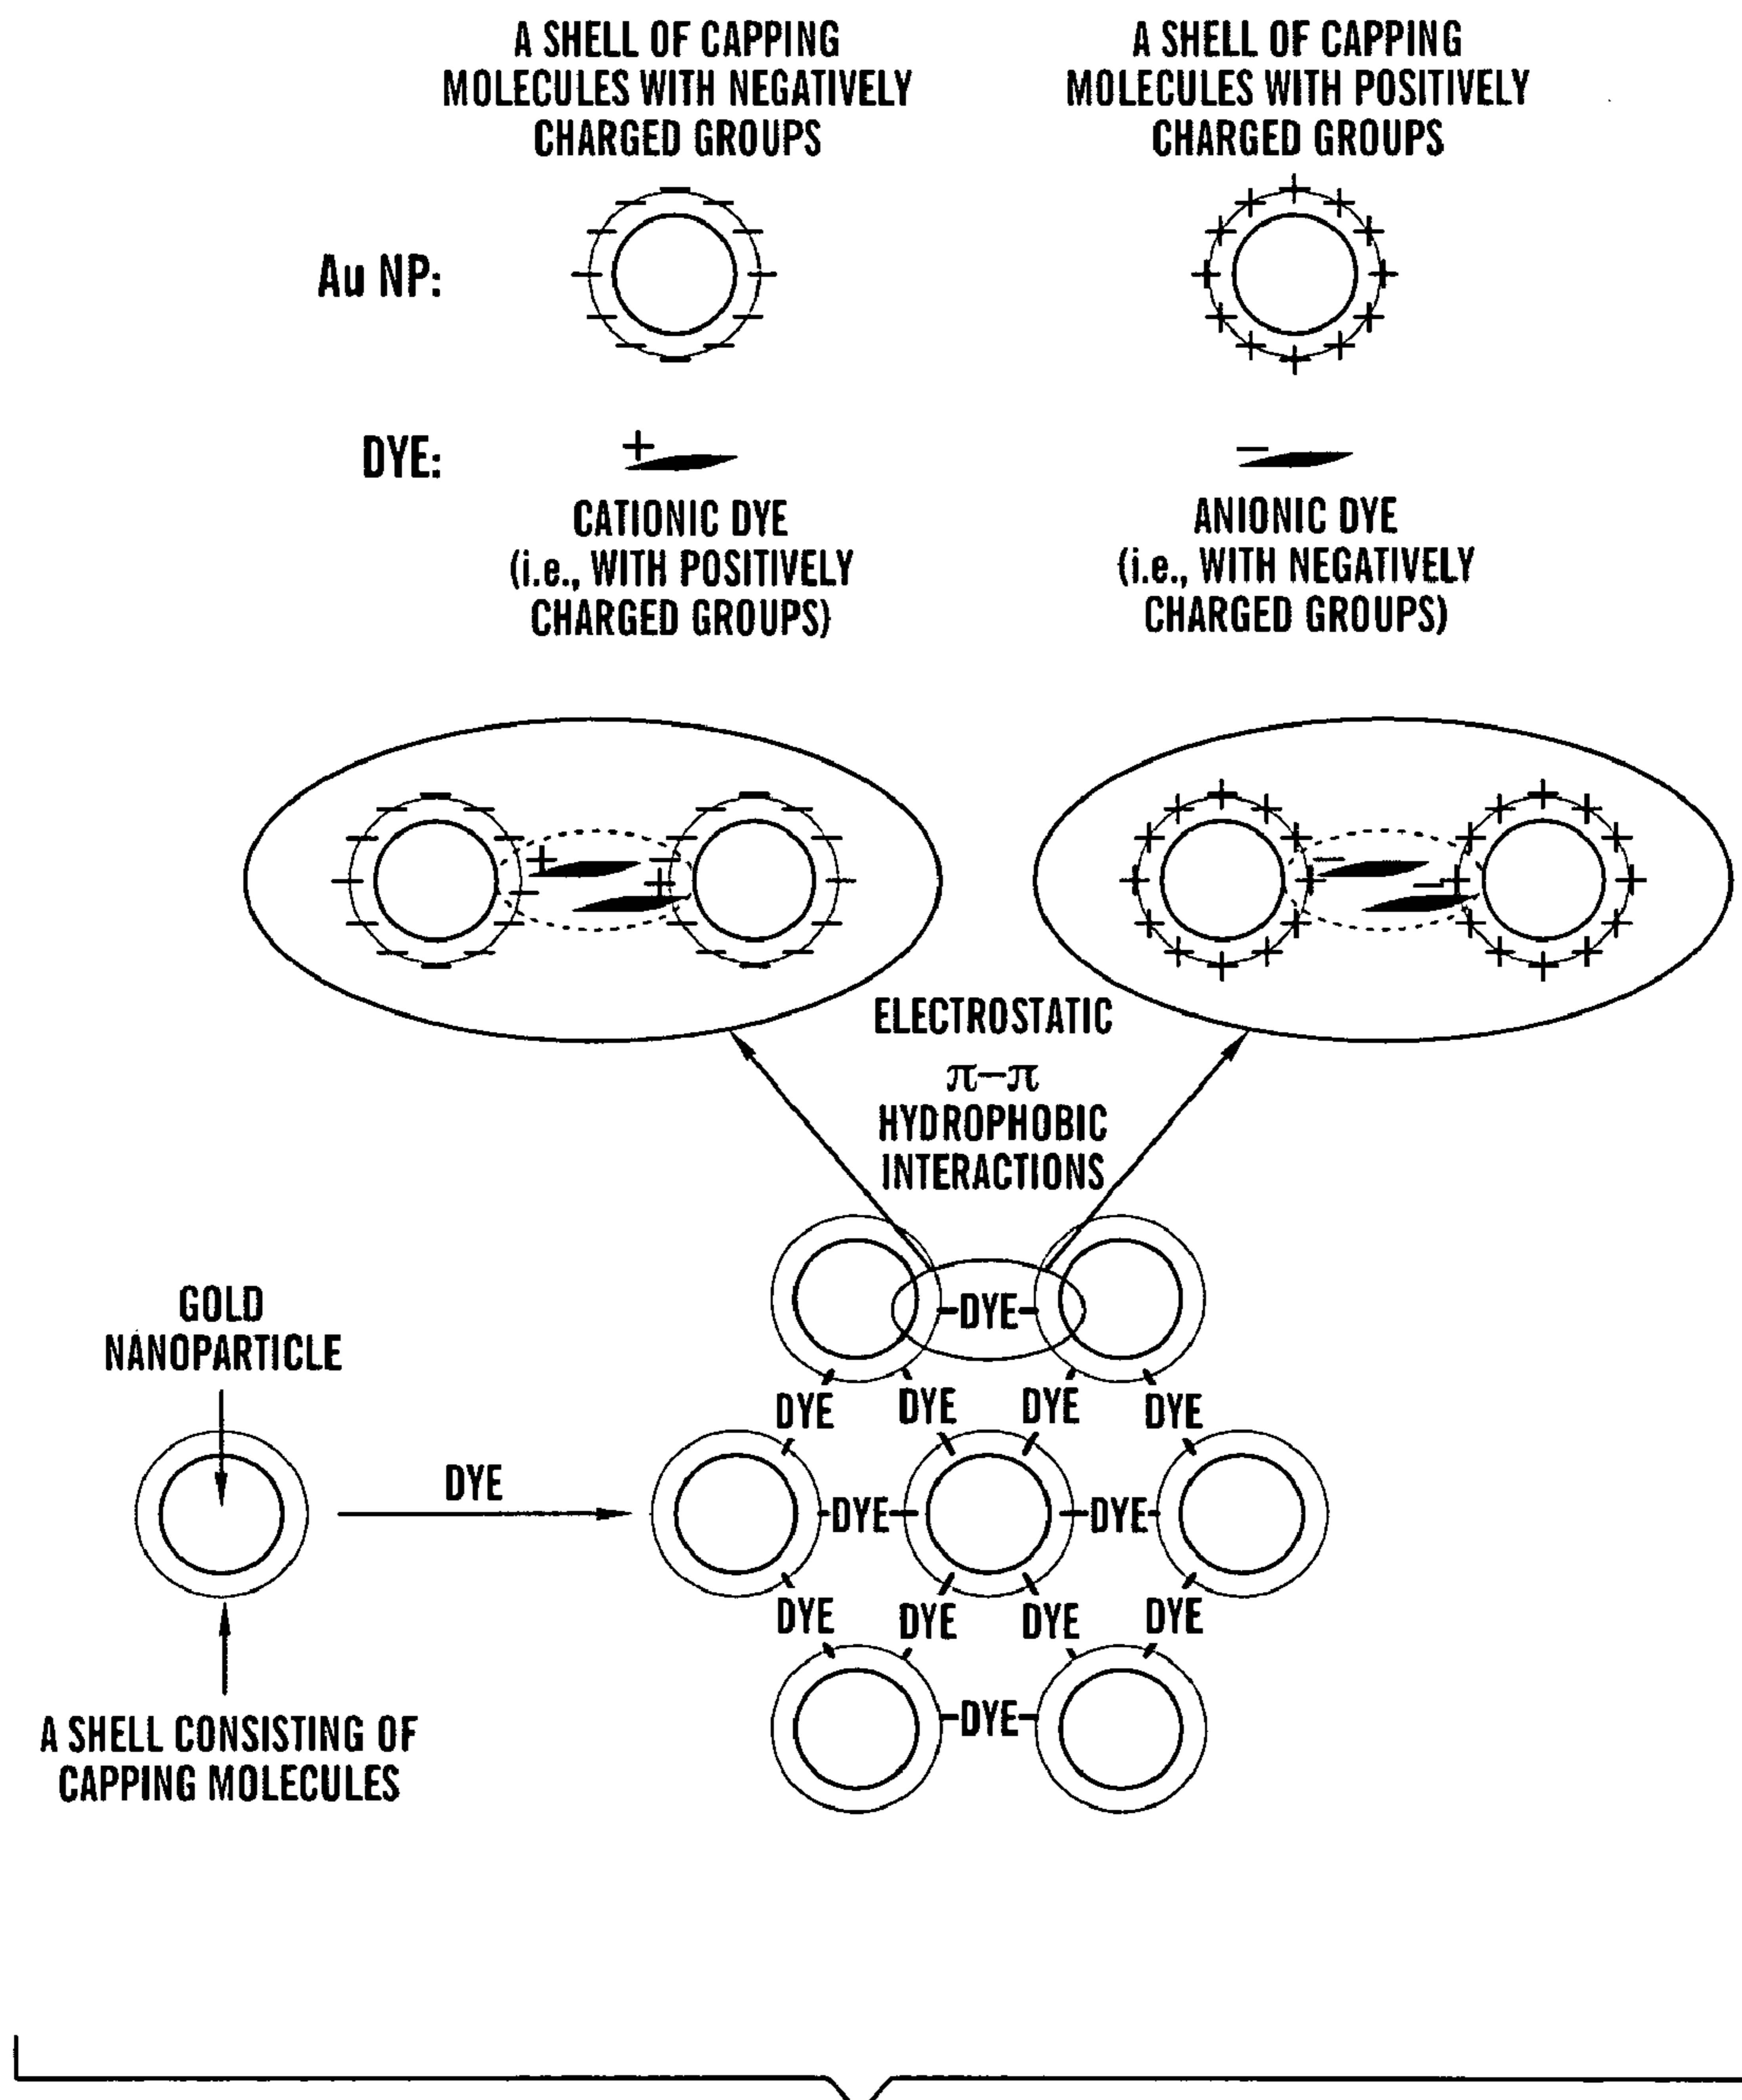 A SHELL OF CAPPING
MOLECULES WITH NEGATIVELY
CHARGED GROUPS
A SHELL OF CAPPING
MOLECULES WITH POSITIVELY
CHARGED GROUPS
Au NP:
DYE:
CATIONIC DYE
(i.e., WITH POSITIVELY
CHARGED GROUPS)
ANIONIC DYE
(i.e., WITH NEGATIVELY
CHARGED GROUPS)
ELECTROSTATIC
π–π
HYDROPHOBIC
INTERACTIONS
GOLD
NANOPARTICLE
DYE
A SHELL CONSISTING OF
CAPPING MOLECULES
-DYE-
DYE DYE DYE DYE
-DYE- -DYE-
DYE DYE DYE DYE
-DYE-